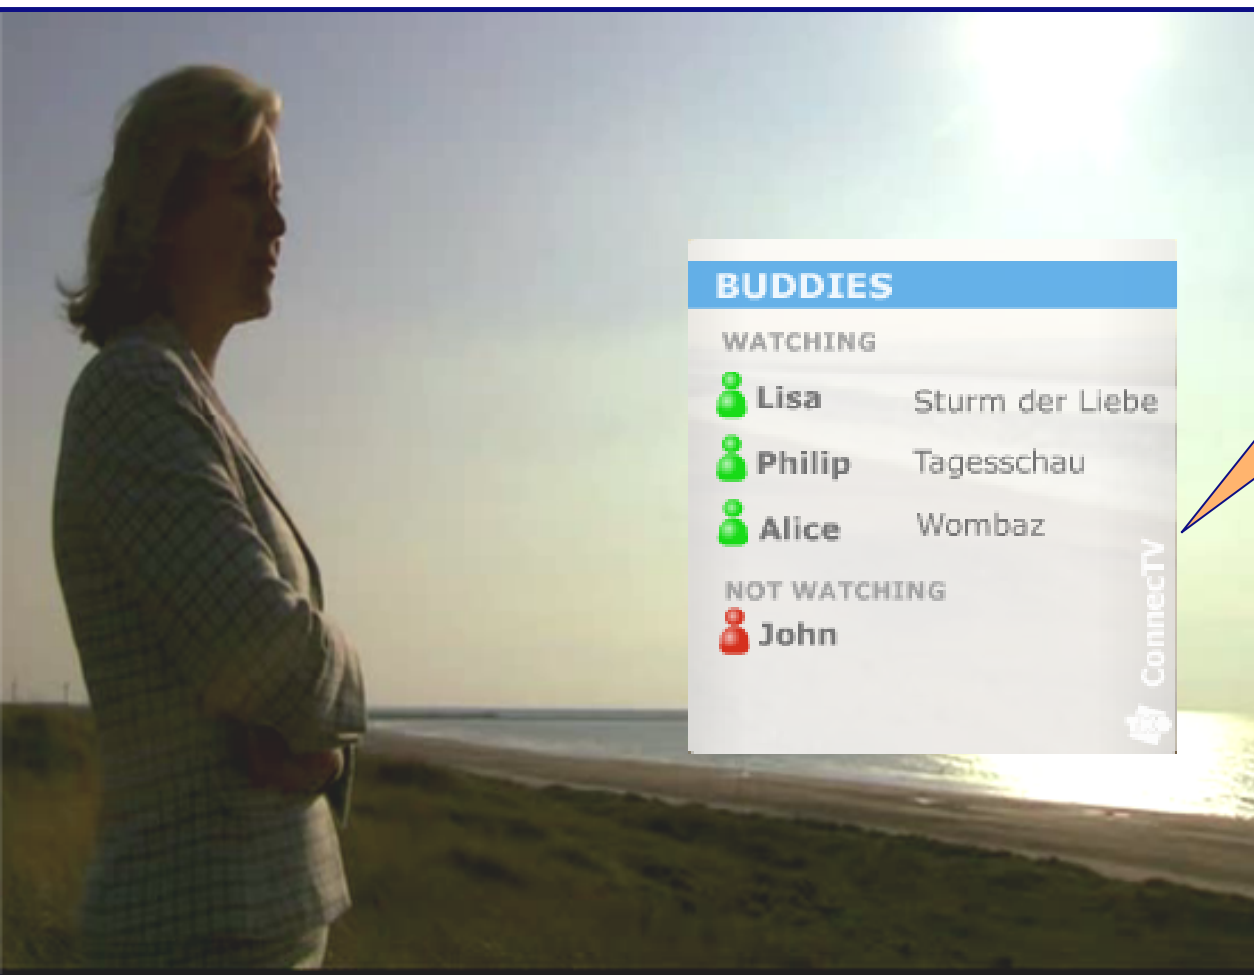 BUDDIES
WATCHING
Lisa Sturm der Liebe
Philip Tagesschau
Alice Wombaz
NOT WATCHING
John
ConnecTV